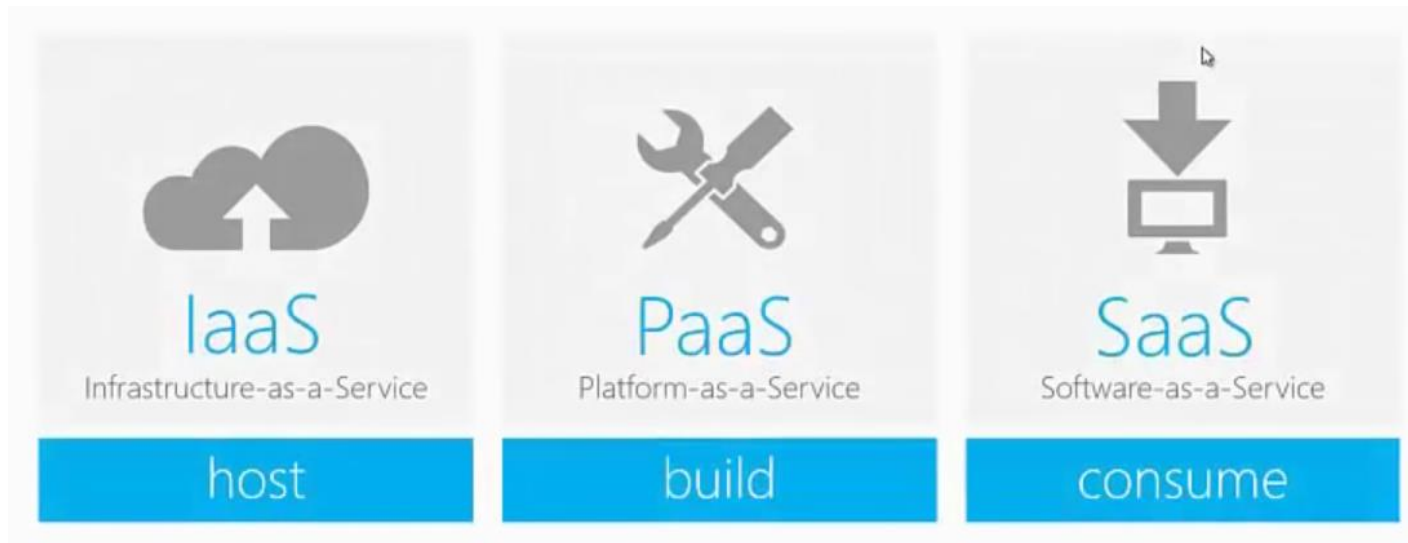 IaaS
Infrastructure-as-a-Service
host
PaaS
Platform-as-a-Service
build
SaaS
Software-as-a-Service
consume